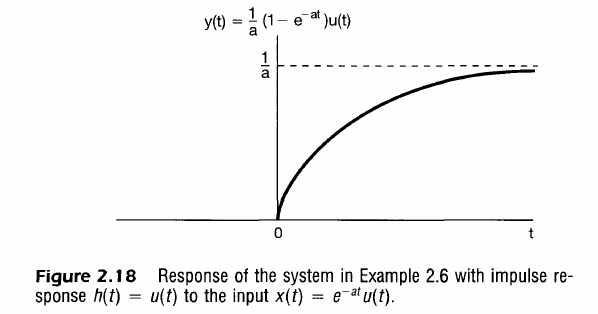 y(t) = 1/a (1 – e^–at)u(t)
1/a
0
t
Figure 2.18 Response of the system in Example 2.6 with impulse re-
sponse h(t) = u(t) to the input x(t) = e^–at u(t).